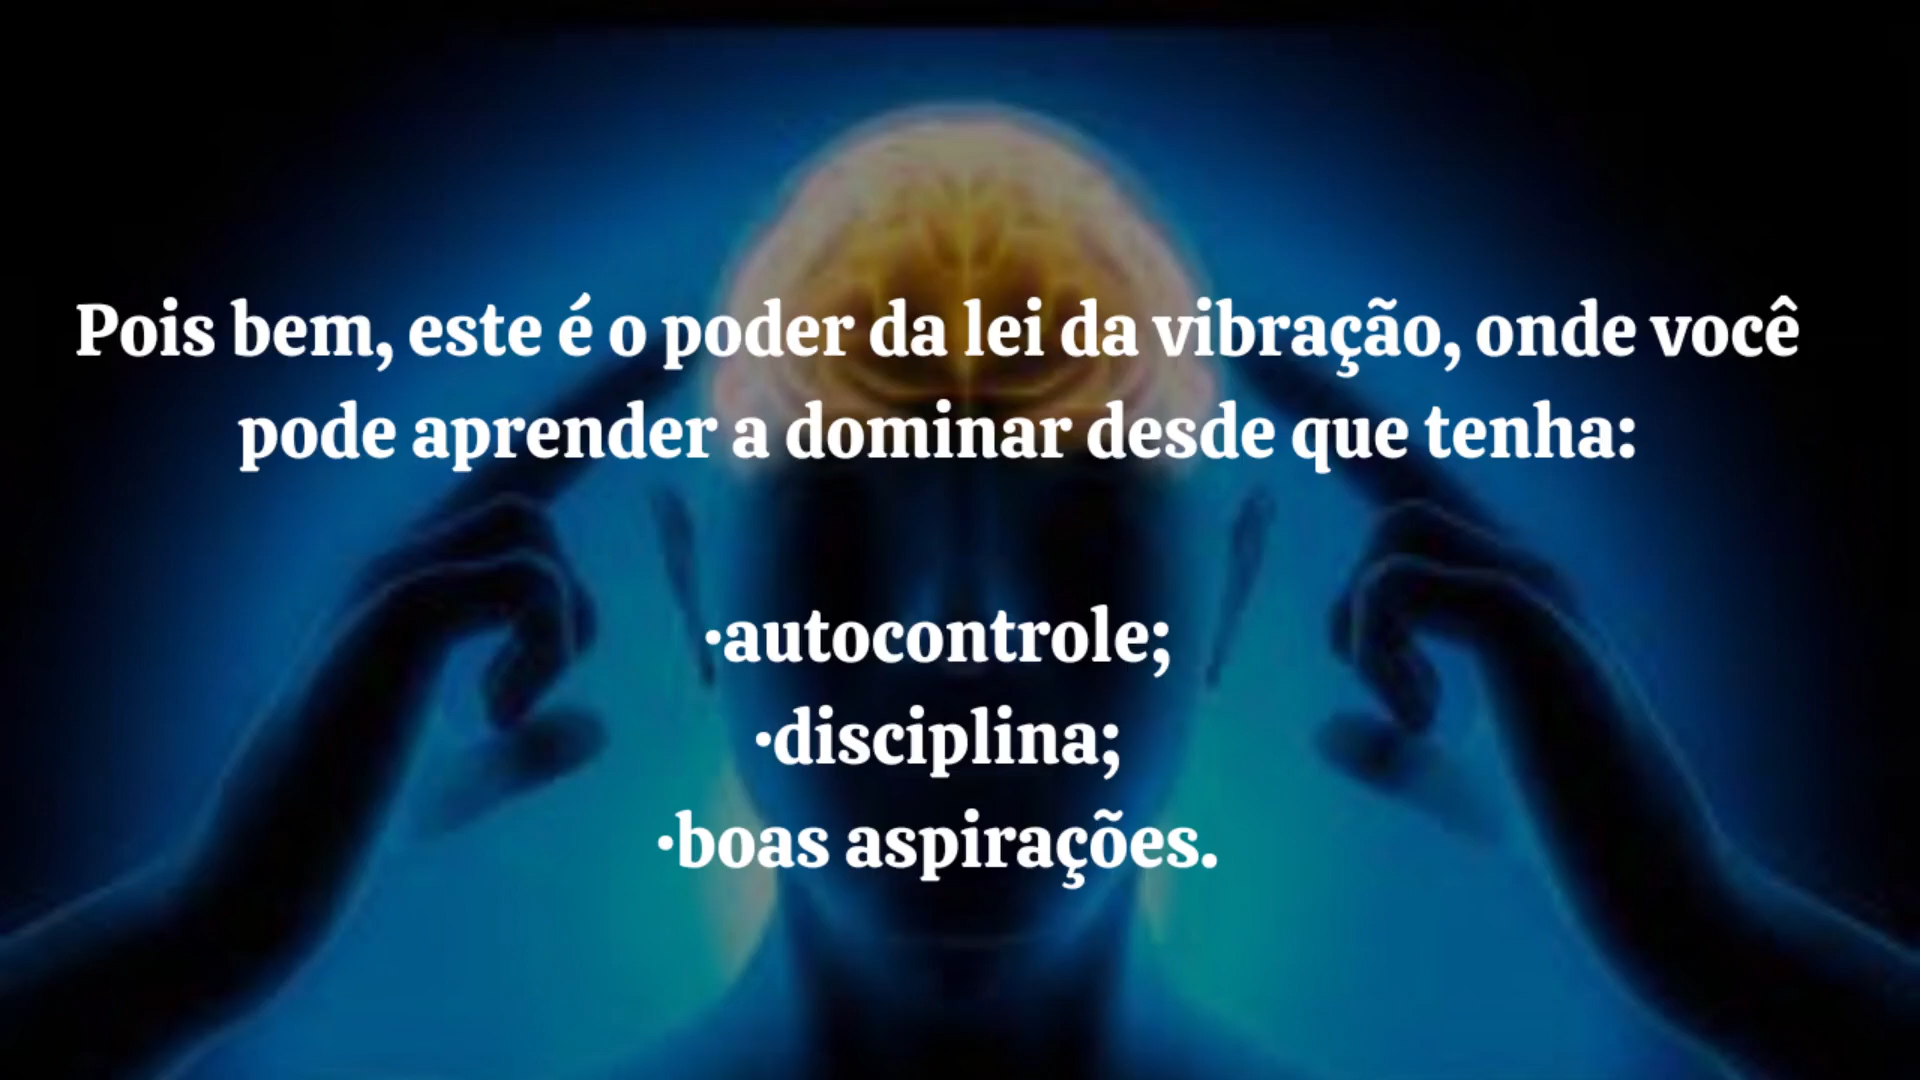 Pois bem, este é o poder da lei da vibração, onde você
pode aprender a dominar desde que tenha:
·autocontrole;
·disciplina;
·boas aspirações.